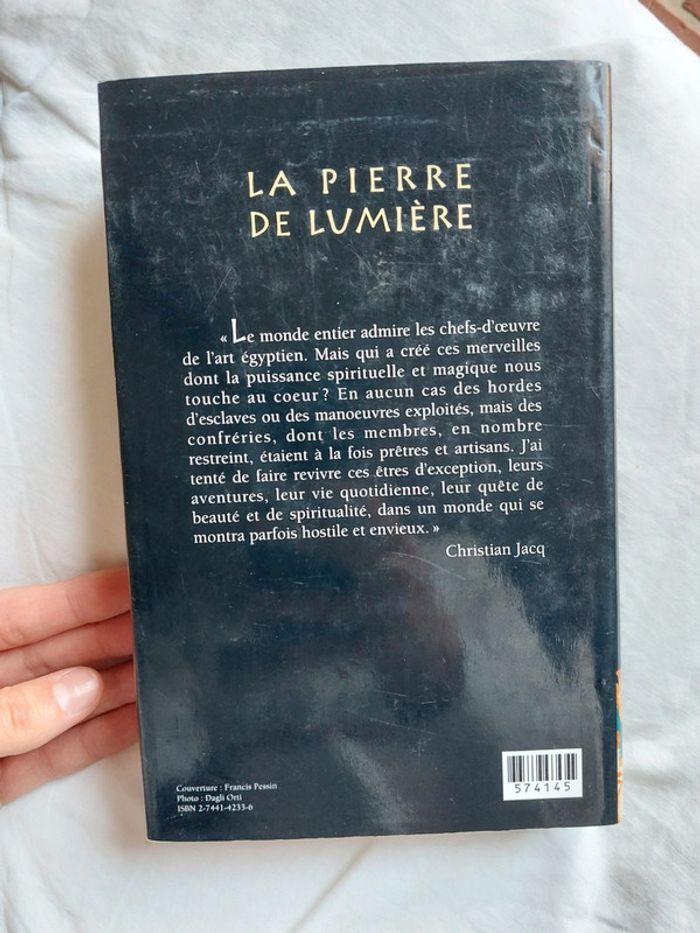 LA PIERRE
DE LUMIÈRE
« Le monde entier admire les chefs-d'œuvre
de l'art égyptien. Mais qui a créé ces merveilles
dont la puissance spirituelle et magique nous
touche au coeur ? En aucun cas des hordes
d'esclaves ou des manoeuvres exploités, mais des
confréries, dont les membres, en nombre
restreint, étaient à la fois prêtres et artisans. J'ai
tenté de faire revivre ces êtres d'exception, leurs
aventures, leur vie quotidienne, leur quête de
beauté et de spiritualité, dans un monde qui se
montra parfois hostile et envieux. »
Christian Jacq
Couverture : Francis Pessin
Photo : Dagli Orti
ISBN 2-7441-4233-6
574145